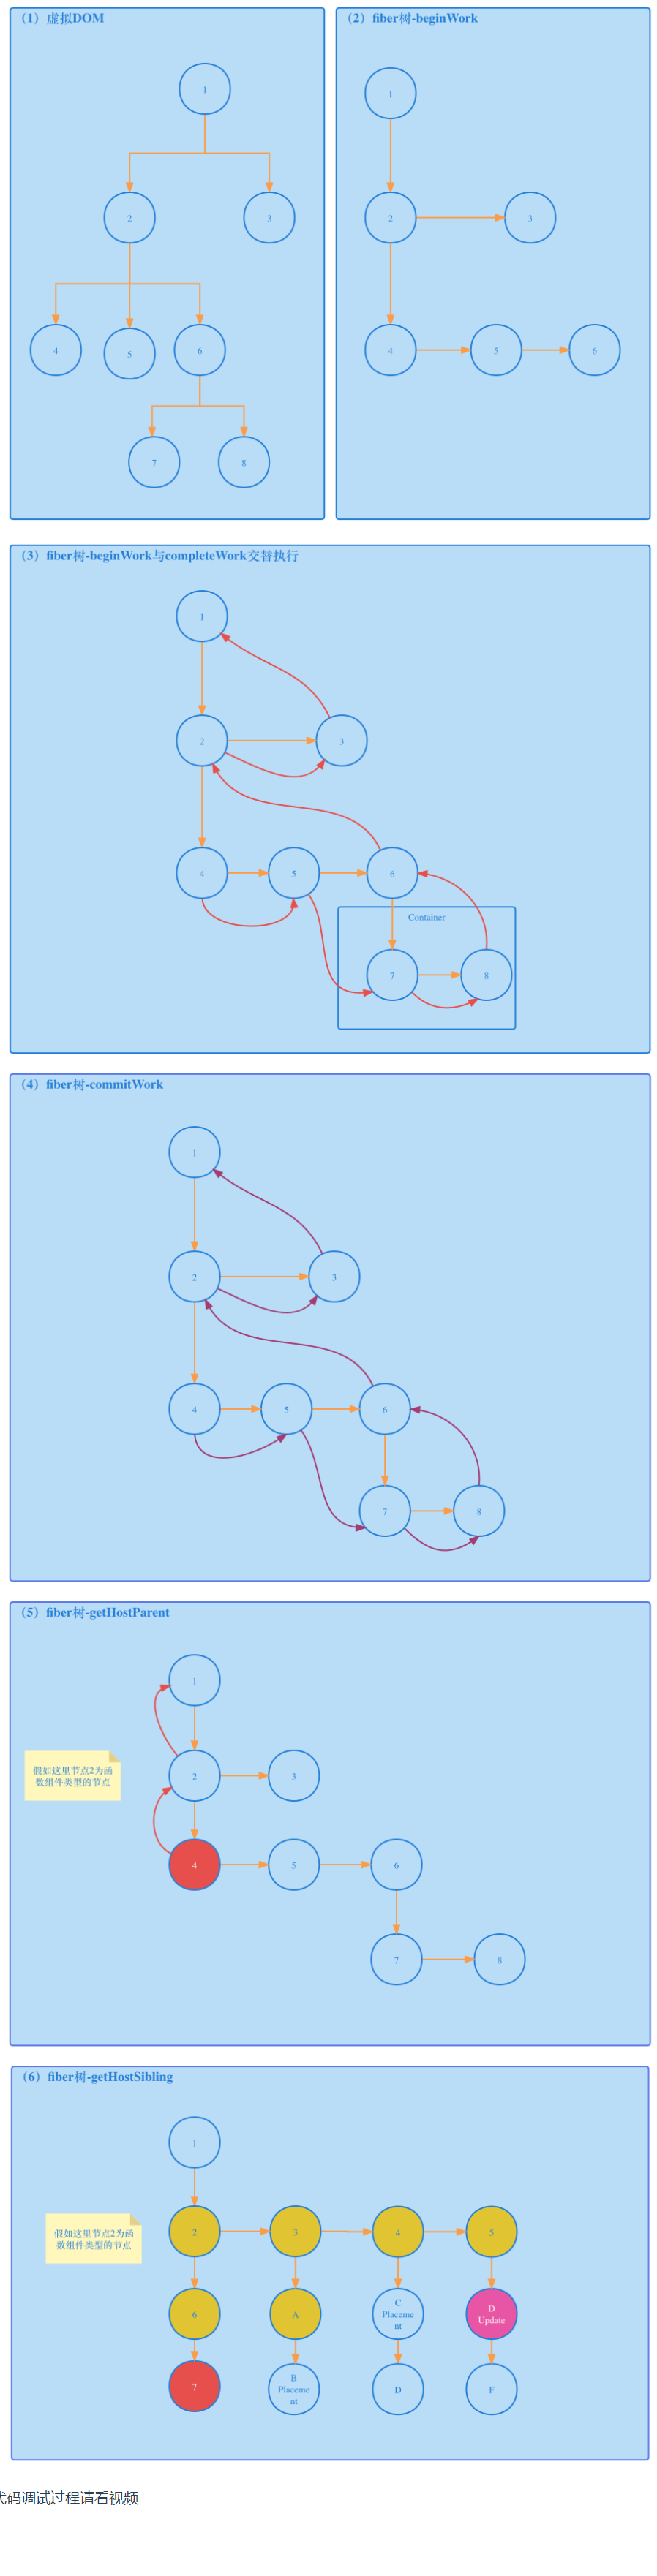 （1）虚拟DOM
1
2
3
4
5
6
7
8
（2）fiber树-beginWork
1
2
3
4
5
6
（3）fiber树-beginWork与completeWork交替执行
1
2
3
4
5
6
Container
7
8
（4）fiber树-commitWork
1
2
3
4
5
6
7
8
（5）fiber树-getHostParent
1
假如这里节点2为函
数组件类型的节点
2
3
4
5
6
7
8
（6）fiber树-getHostSibling
1
假如这里节点2为函
数组件类型的节点
2
3
4
5
6
A
C
Placeme
nt
D
Update
7
B
Placeme
nt
D
F
代码调试过程请看视频